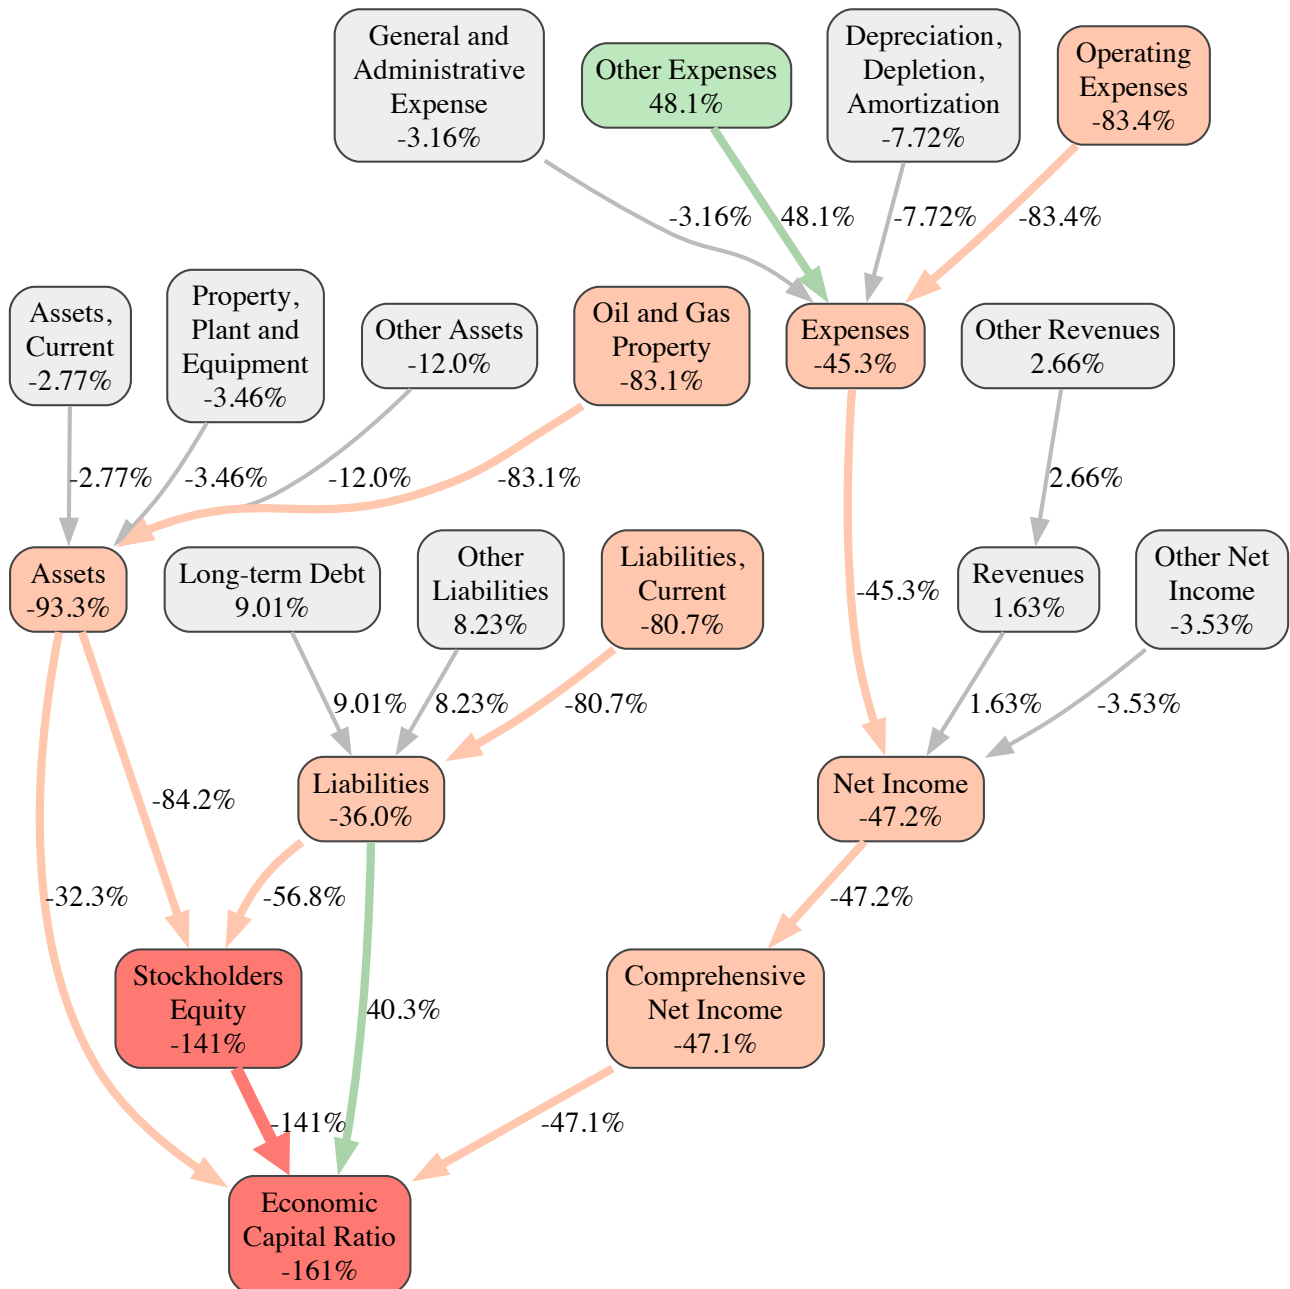 General and
Administrative
Expense
-3.16%
Other Expenses
48.1%
Depreciation,
Depletion,
Amortization
-7.72%
Operating
Expenses
-83.4%
-3.16%
48.1%
-7.72%
-83.4%
Assets,
Current
-2.77%
Property,
Plant and
Equipment
-3.46%
Other Assets
-12.0%
Oil and Gas
Property
-83.1%
Expenses
-45.3%
Other Revenues
2.66%
-2.77%
-3.46%
-12.0%
-83.1%
2.66%
Assets
-93.3%
Long-term Debt
9.01%
Other
Liabilities
8.23%
Liabilities,
Current
-80.7%
-45.3%
Revenues
1.63%
Other Net
Income
-3.53%
9.01%
8.23%
-80.7%
1.63%
-3.53%
-84.2%
Liabilities
-36.0%
Net Income
-47.2%
-32.3%
-56.8%
-47.2%
Stockholders
Equity
-141%
40.3%
Comprehensive
Net Income
-47.1%
-141%
-47.1%
Economic
Capital Ratio
-161%